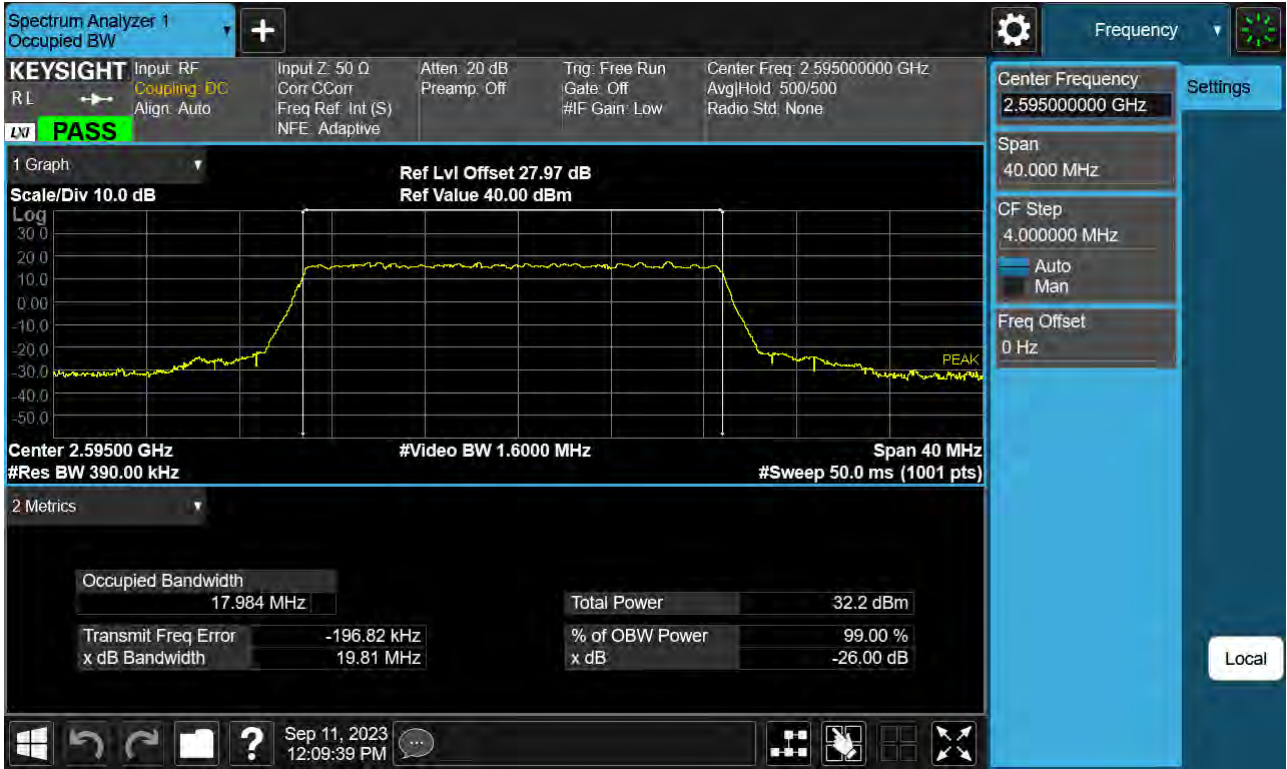 Spectrum Analyzer 1
Occupied BW
+
Frequency
KEYSIGHT
RL
LXI PASS
Input: RF
Coupling: DC
Align: Auto
Input Z: 50 Ω
Corr CCorr
Freq Ref: Int (S)
NFE: Adaptive
Atten: 20 dB
Preamp: Off
Trig: Free Run
Gate: Off
#IF Gain: Low
Center Freq: 2.595000000 GHz
Avg|Hold: 500/500
Radio Std: None
1 Graph
Scale/Div 10.0 dB
Ref Lvl Offset 27.97 dB
Ref Value 40.00 dBm
Log
30.0
20.0
10.0
0.00
-10.0
-20.0
-30.0
-40.0
-50.0
PEAK
Center 2.59500 GHz
#Video BW 1.6000 MHz
Span 40 MHz
#Res BW 390.00 kHz
#Sweep 50.0 ms (1001 pts)
2 Metrics
Occupied Bandwidth
17.984 MHz
Total Power 32.2 dBm
Transmit Freq Error -196.82 kHz
% of OBW Power 99.00 %
x dB Bandwidth 19.81 MHz
x dB -26.00 dB
Center Frequency
2.595000000 GHz
Settings
Span
40.000 MHz
CF Step
4.000000 MHz
Auto
Man
Freq Offset
0 Hz
Local
?
Sep 11, 2023
12:09:39 PM